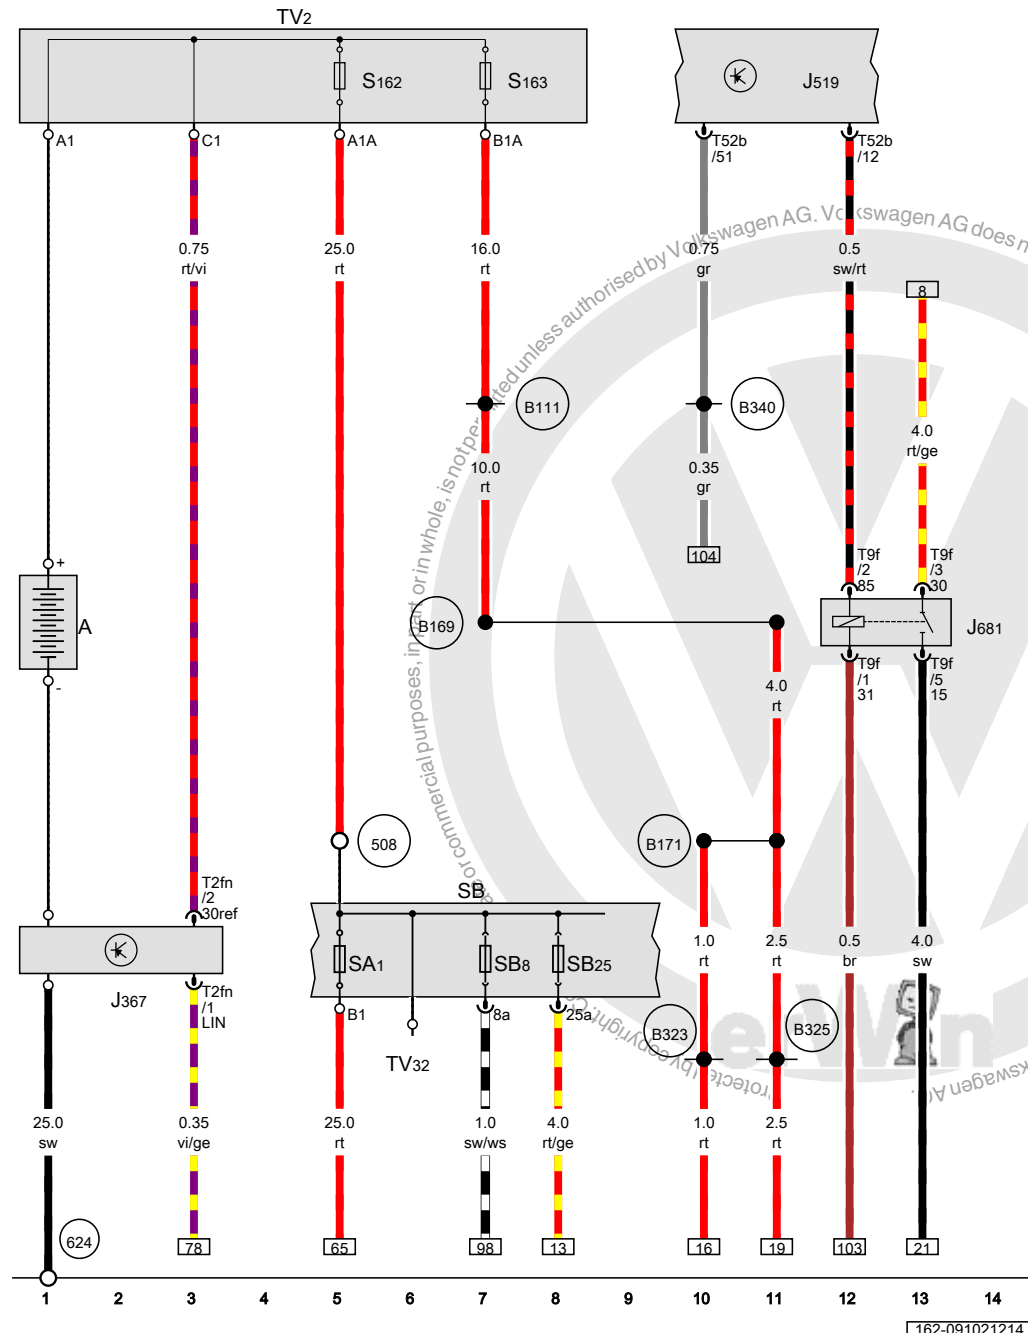 TV2
S162
S163
J519
A1
C1
A1A
B1A
T52b
/51
T52b
/12
0.75
rt/vi
25.0
rt
16.0
rt
0.75
gr
0.5
sw/rt
8
B111
B340
4.0
rt/ge
10.0
rt
0.35
gr
104
T9f
/2
85
T9f
/3
30
+
A
-
B169
J681
T9f
/1
31
T9f
/5
15
4.0
rt
508
B171
T2fn
/2
30ref
SB
1.0
rt
2.5
rt
0.5
br
4.0
sw
SA1
SB8
SB25
J367
T2fn
/1
LIN
B1
8a
25a
TV32
B323
B325
25.0
sw
0.35
vi/ge
25.0
rt
1.0
sw/ws
4.0
rt/ge
1.0
rt
2.5
rt
624
78
65
98
13
16
19
103
21
1 2 3 4 5 6 7 8 9 10 11 12 13 14
162-091021214
erWin